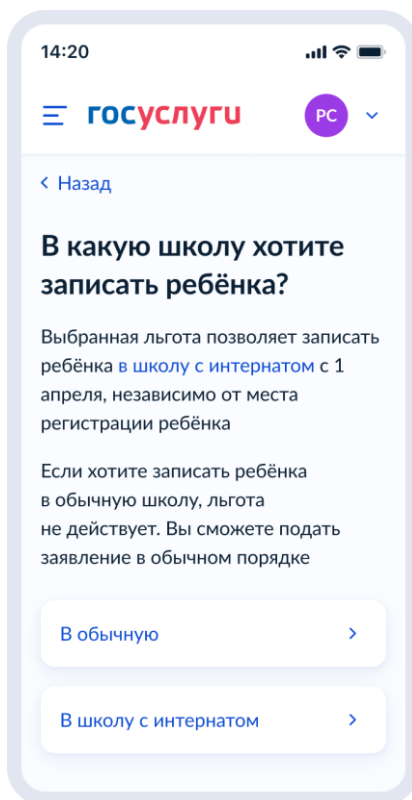 14:20
госуслуги
РС
Назад
В какую школу хотите
записать ребёнка?
Выбранная льгота позволяет записать
ребёнка в школу с интернатом с 1
апреля, независимо от места
регистрации ребёнка
Если хотите записать ребёнка
в обычную школу, льгота
не действует. Вы сможете подать
заявление в обычном порядке
В обычную
В школу с интернатом